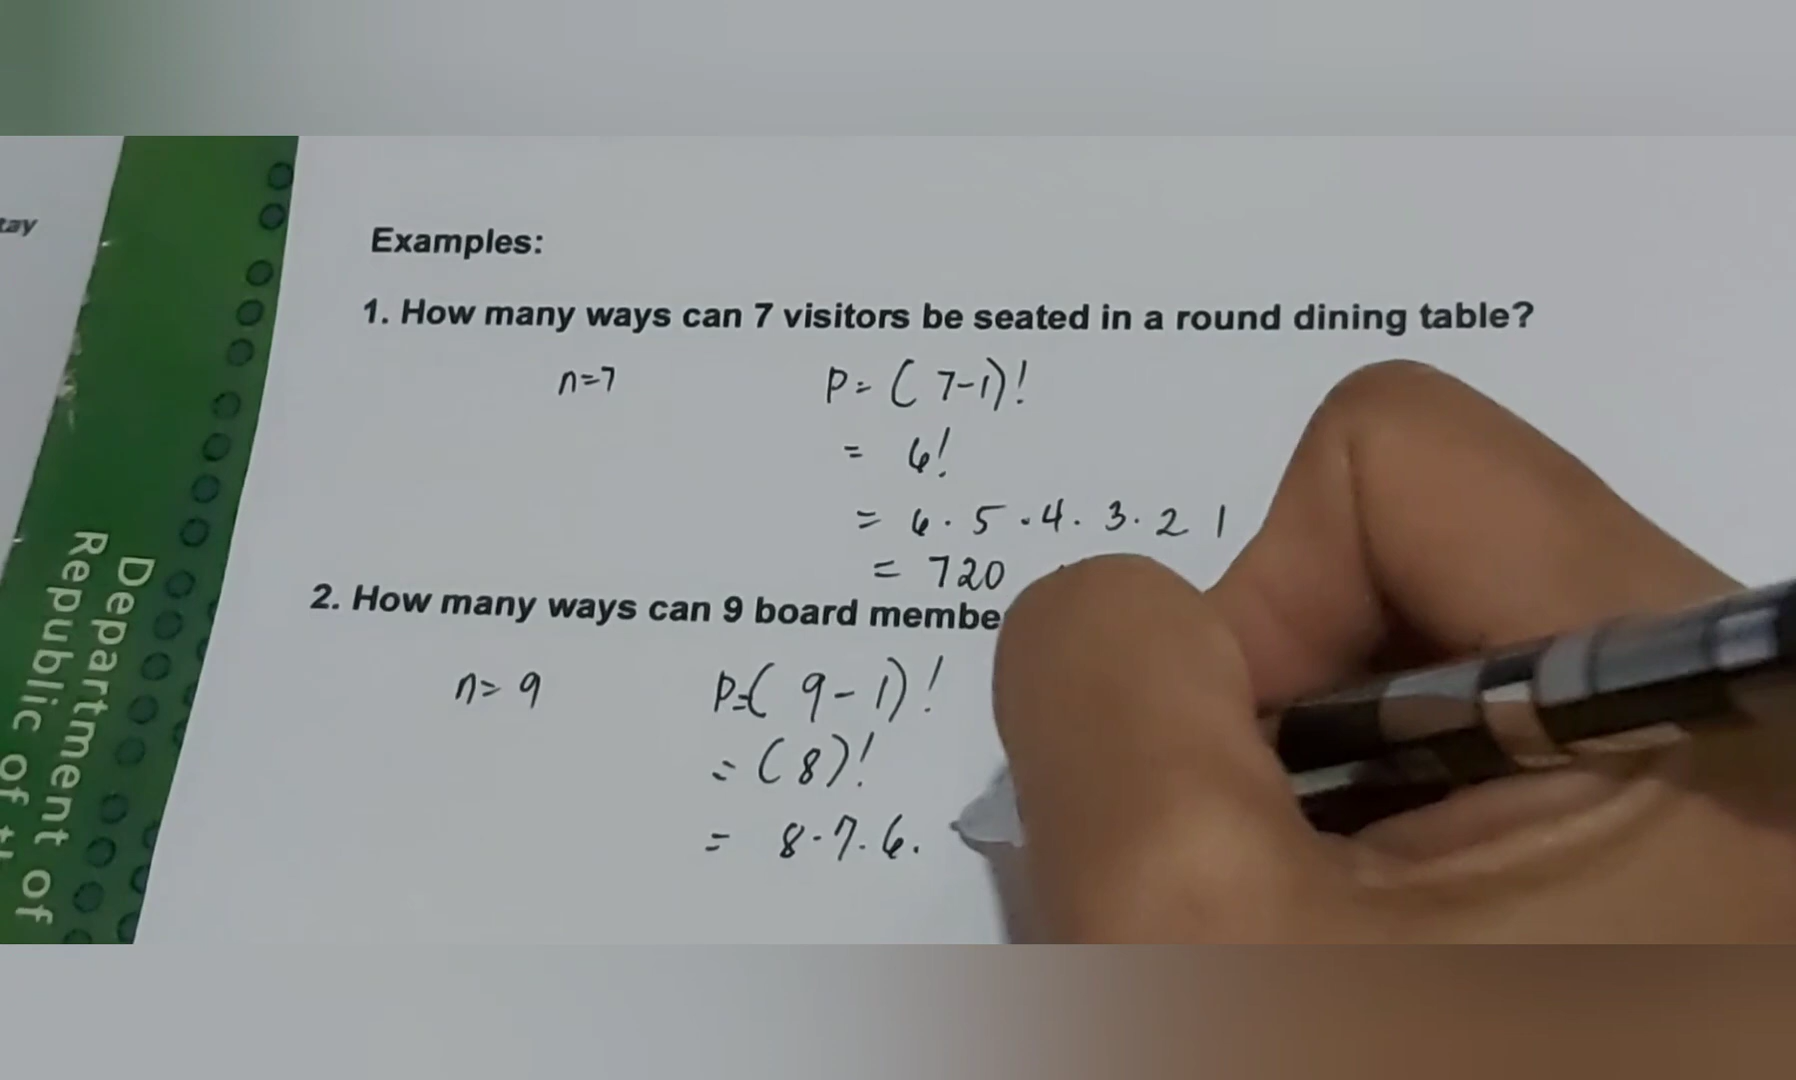 tay
Examples:
1. How many ways can 7 visitors be seated in a round dining table?
n=7
P= (7-1)!
= 6!
= 6.5.4.3.2 1
= 720
2. How many ways can 9 board
n= 9
P=( 9-1)!
= (8)!
= 8.7.6.
Department of
Republic of